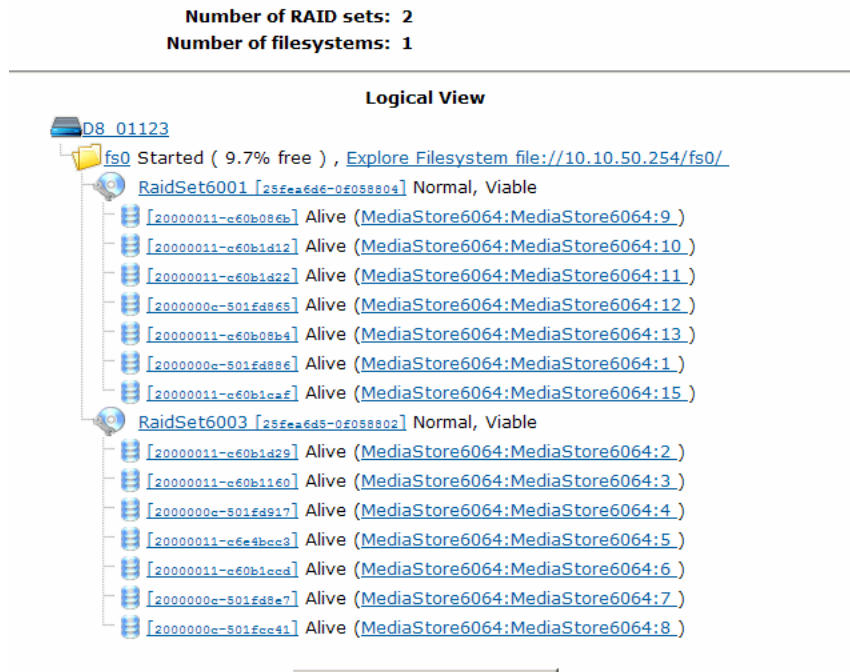 Number of RAID sets: 2
Number of filesystems: 1
Logical View
D8_01123
fs0 Started ( 9.7% free ) , Explore Filesystem file://10.10.50.254/fs0/
RaidSet6001 [25fea6d6-0f058804] Normal, Viable
[20000011-c60b086b] Alive (MediaStore6064:MediaStore6064:9 )
[20000011-c60b1d12] Alive (MediaStore6064:MediaStore6064:10 )
[20000011-c60b1d22] Alive (MediaStore6064:MediaStore6064:11 )
[2000000c-501fd865] Alive (MediaStore6064:MediaStore6064:12 )
[20000011-c60b08b4] Alive (MediaStore6064:MediaStore6064:13 )
[2000000c-501fd886] Alive (MediaStore6064:MediaStore6064:1 )
[20000011-c60b1caf] Alive (MediaStore6064:MediaStore6064:15 )
RaidSet6003 [25fea6d5-0f058802] Normal, Viable
[20000011-c60b1d29] Alive (MediaStore6064:MediaStore6064:2 )
[20000011-c60b1160] Alive (MediaStore6064:MediaStore6064:3 )
[2000000c-501fd917] Alive (MediaStore6064:MediaStore6064:4 )
[20000011-c6e4bcc3] Alive (MediaStore6064:MediaStore6064:5 )
[20000011-c60b1ccd] Alive (MediaStore6064:MediaStore6064:6 )
[2000000c-501fd8e7] Alive (MediaStore6064:MediaStore6064:7 )
[2000000c-501fcc41] Alive (MediaStore6064:MediaStore6064:8 )